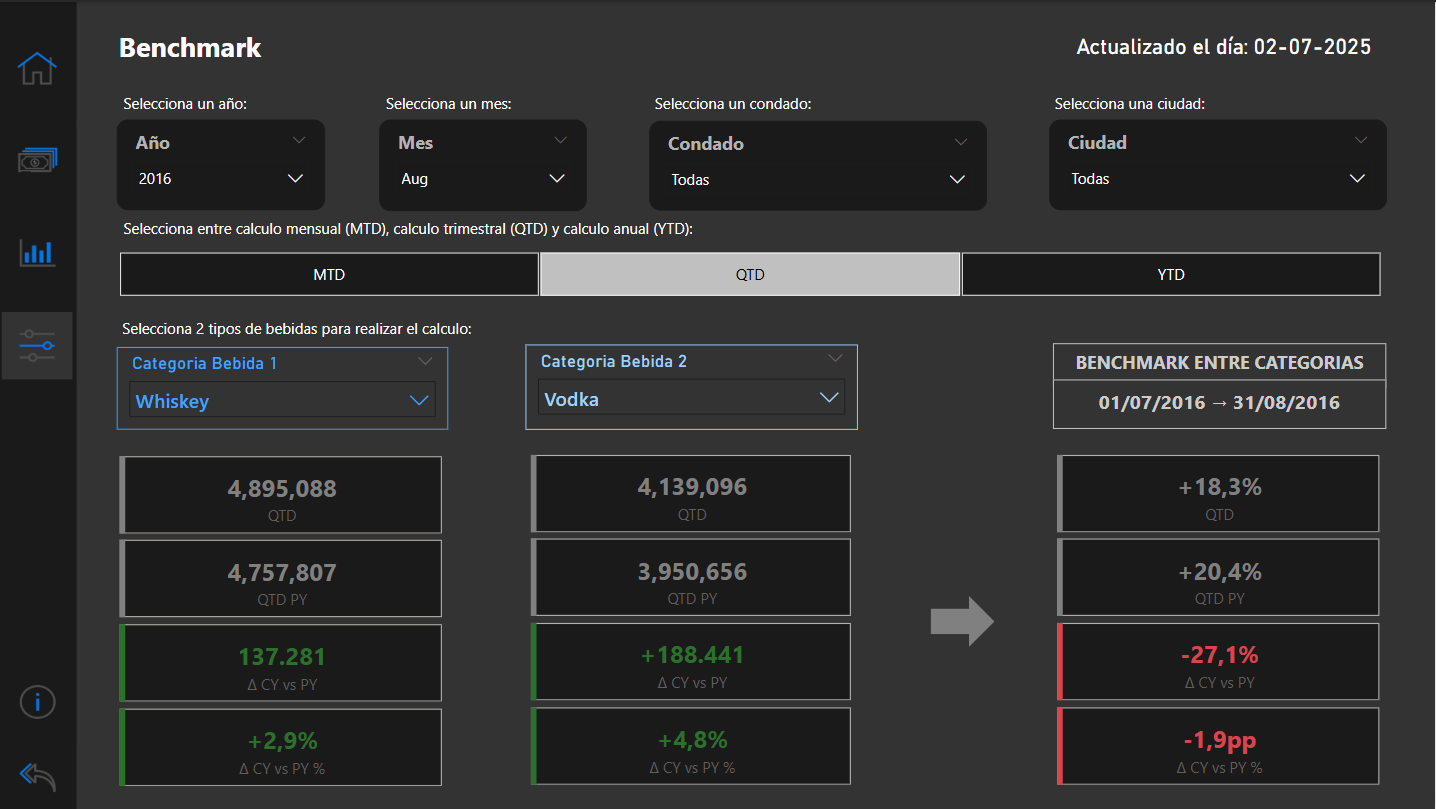 Benchmark
Actualizado el día: 02-07-2025
Selecciona un año:
Selecciona un mes:
Selecciona un condado:
Selecciona una ciudad:
Año
Mes
Condado
Ciudad
2016
Aug
Todas
Todas
Selecciona entre calculo mensual (MTD), calculo trimestral (QTD) y calculo anual (YTD):
MTD
QTD
YTD
Selecciona 2 tipos de bebidas para realizar el calculo:
Categoria Bebida 1
Whiskey
Categoria Bebida 2
Vodka
BENCHMARK ENTRE CATEGORIAS
01/07/2016 → 31/08/2016
4,895,088
QTD
4,139,096
QTD
+18,3%
QTD
4,757,807
QTD PY
3,950,656
QTD PY
+20,4%
QTD PY
137.281
Δ CY vs PY
+188.441
Δ CY vs PY
-27,1%
Δ CY vs PY
+2,9%
Δ CY vs PY %
+4,8%
Δ CY vs PY %
-1,9pp
Δ CY vs PY %